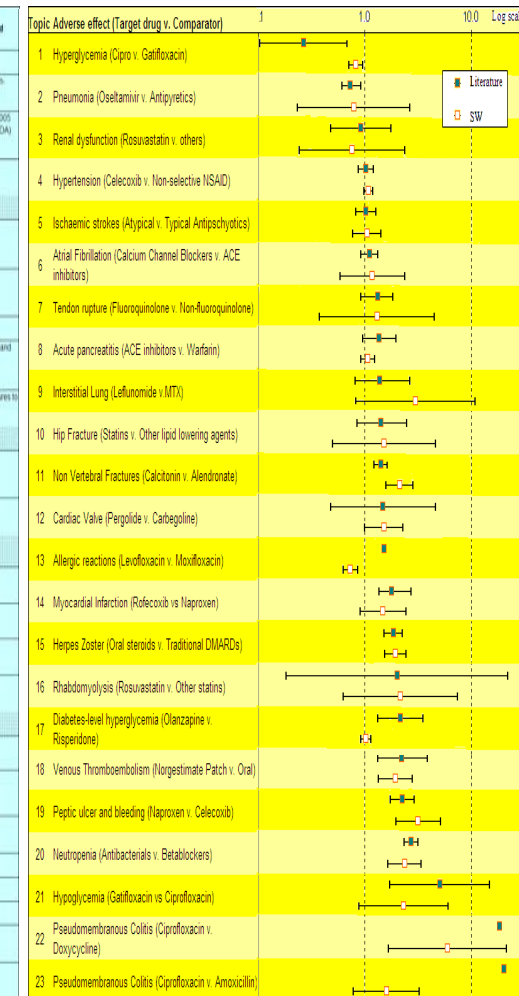 Topic Adverse effect (Target drug v. Comparator)
.1 1.0 10.0 Log scal
Literature
SW
1 Hyperglycemia (Cipro v. Gatifloxacin)
2 Pneumonia (Oseltamivir v. Antipyretics)
3 Renal dysfunction (Rosuvastatin v. others)
4 Hypertension (Celecoxib v. Non-selective NSAID)
5 Ischaemic strokes (Atypical v. Typical Antipschyotics)
6 Atrial Fibrillation (Calcium Channel Blockers v. ACE
inhibitors)
7 Tendon rupture (Fluoroquinolone v. Non-fluoroquinolone)
8 Acute pancreatitis (ACE inhibitors v. Warfarin)
9 Interstitial Lung (Leflunomide v.MTX)
10 Hip Fracture (Statins v. Other lipid lowering agents)
11 Non Vertebral Fractures (Calcitonin v. Alendronate)
12 Cardiac Valve (Pergolide v. Carbegoline)
13 Allergic reactions (Levofloxacin v. Moxifloxacin)
14 Myocardial Infarction (Rofecoxib vs Naproxen)
15 Herpes Zoster (Oral steroids v. Traditional DMARDs)
16 Rhabdomyolysis (Rosuvastatin v. Other statins)
17 Diabetes-level hyperglycemia (Olanzapine v.
Risperidone)
18 Venous Thromboembolism (Norgestimate Patch v. Oral)
19 Peptic ulcer and bleeding (Naproxen v. Celecoxib)
20 Neutropenia (Antibacterials v. Betablockers)
21 Hypoglycemia (Gatifloxacin vs Ciprofloxacin)
22 Pseudomembranous Colitis (Ciprofloxacin v.
Doxycycline)
23 Pseudomembranous Colitis (Ciprofloxacin v. Amoxicillin)